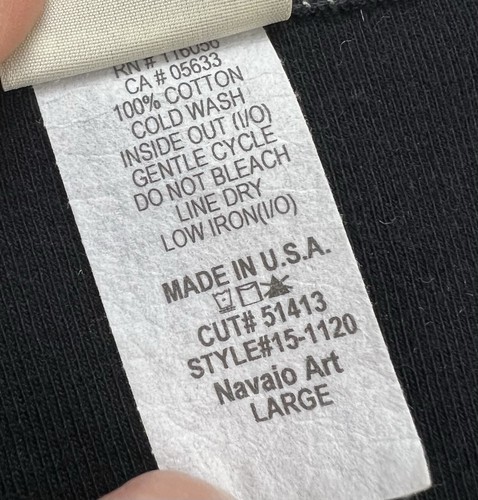 RN # 116056
CA # 05633
100% COTTON
COLD WASH
INSIDE OUT (I/O)
GENTLE CYCLE
DO NOT BLEACH
LINE DRY
LOW IRON(I/O)
MADE IN U.S.A.
CUT# 51413
STYLE#15-1120
Navajo Art
LARGE